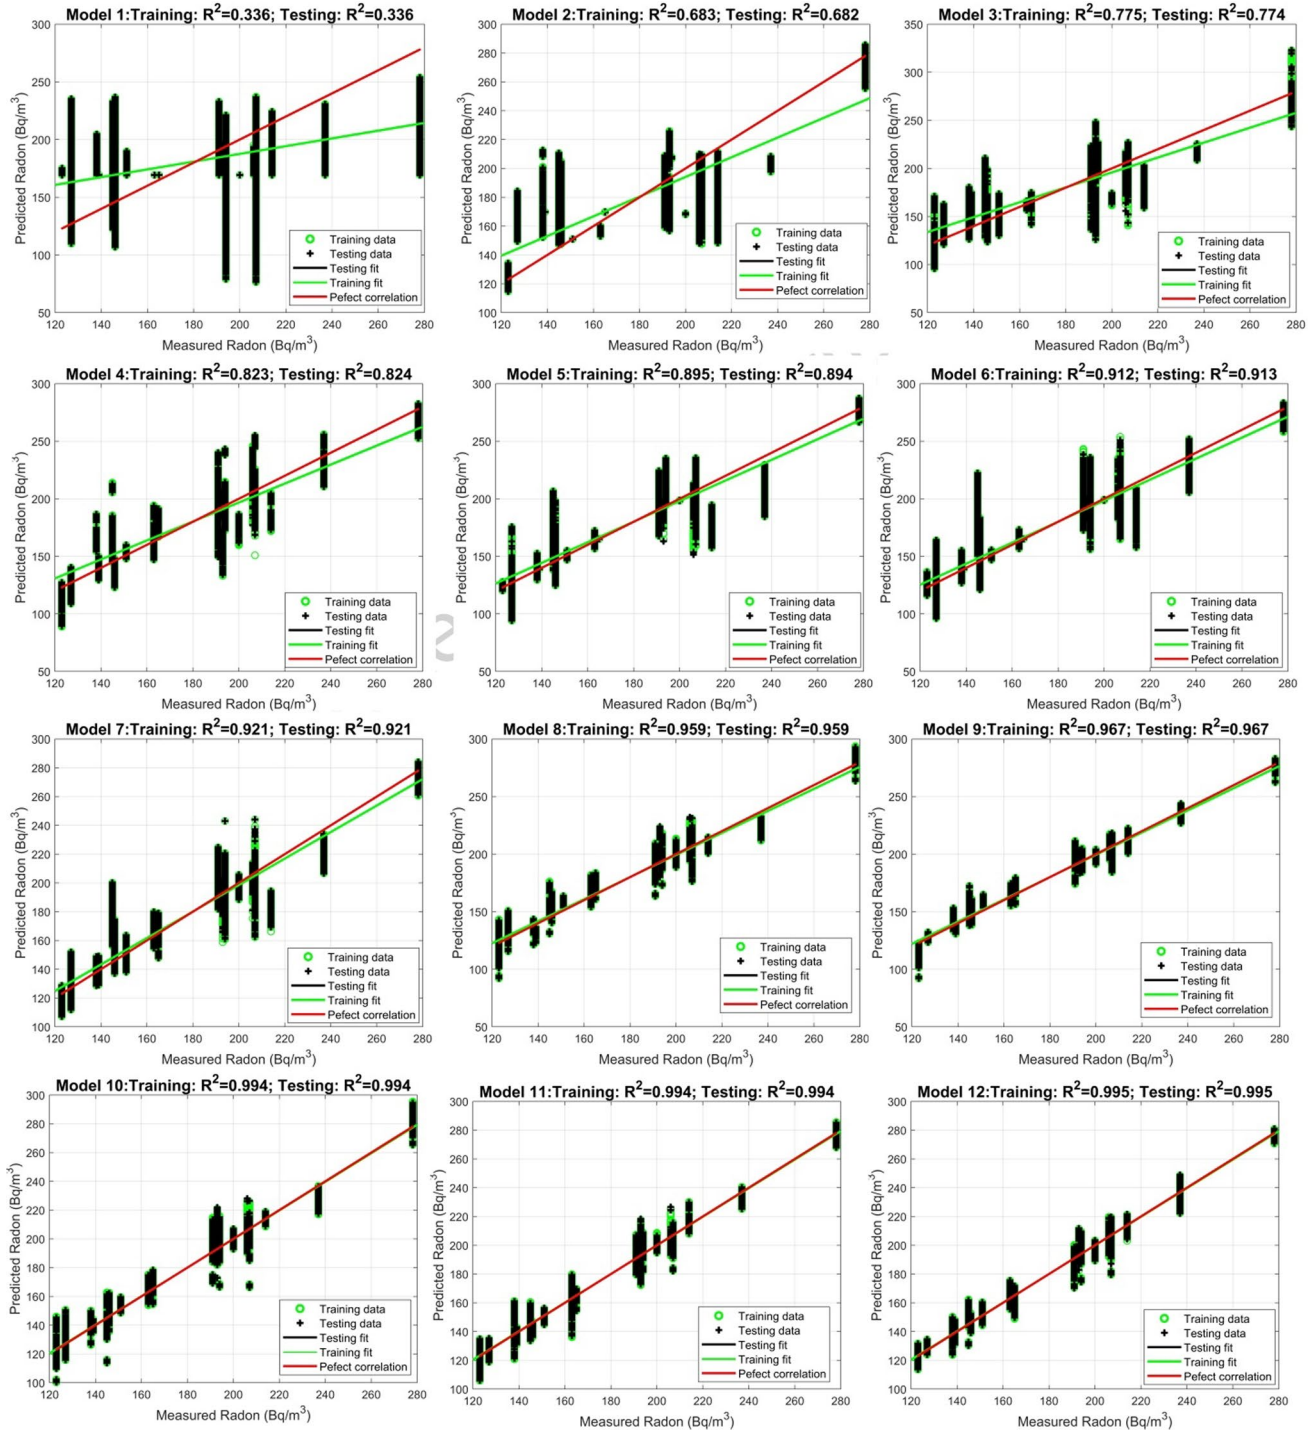 Model 1:Training: R²=0.336; Testing: R²=0.336
Predicted Radon (Bq/m³)
300
250
200
150
100
50
Training data
Testing data
Testing fit
Training fit
Pefect correlation
120 140 160 180 200 220 240 260 280
Measured Radon (Bq/m³)
Model 2:Training: R²=0.683; Testing: R²=0.682
Predicted Radon (Bq/m³)
300
280
260
240
220
200
180
160
140
120
100
Training data
Testing data
Testing fit
Training fit
Pefect correlation
120 140 160 180 200 220 240 260 280
Measured Radon (Bq/m³)
Model 3:Training: R²=0.775; Testing: R²=0.774
Predicted Radon (Bq/m³)
350
300
250
200
150
100
50
Training data
Testing data
Testing fit
Training fit
Pefect correlation
120 140 160 180 200 220 240 260 280
Measured Radon (Bq/m³)
Model 4:Training: R²=0.823; Testing: R²=0.824
Predicted Radon (Bq/m³)
300
250
200
150
100
50
Training data
Testing data
Testing fit
Training fit
Pefect correlation
120 140 160 180 200 220 240 260 280
Measured Radon (Bq/m³)
Model 5:Training: R²=0.895; Testing: R²=0.894
Predicted Radon (Bq/m³)
300
250
200
150
100
50
Training data
Testing data
Testing fit
Training fit
Pefect correlation
120 140 160 180 200 220 240 260 280
Measured Radon (Bq/m³)
Model 6:Training: R²=0.912; Testing: R²=0.913
Predicted Radon (Bq/m³)
300
250
200
150
100
50
Training data
Testing data
Testing fit
Training fit
Pefect correlation
120 140 160 180 200 220 240 260 280
Measured Radon (Bq/m³)
Model 7:Training: R²=0.921; Testing: R²=0.921
Predicted Radon (Bq/m³)
300
280
260
240
220
200
180
160
140
120
100
Training data
Testing data
Testing fit
Training fit
Pefect correlation
120 140 160 180 200 220 240 260 280
Measured Radon (Bq/m³)
Model 8:Training: R²=0.959; Testing: R²=0.959
Predicted Radon (Bq/m³)
300
250
200
150
100
50
Training data
Testing data
Testing fit
Training fit
Pefect correlation
120 140 160 180 200 220 240 260 280
Measured Radon (Bq/m³)
Model 9:Training: R²=0.967; Testing: R²=0.967
Predicted Radon (Bq/m³)
300
250
200
150
100
50
Training data
Testing data
Testing fit
Training fit
Pefect correlation
120 140 160 180 200 220 240 260 280
Measured Radon (Bq/m³)
Model 10:Training: R²=0.994; Testing: R²=0.994
Predicted Radon (Bq/m³)
300
280
260
240
220
200
180
160
140
120
100
Training data
Testing data
Testing fit
Training fit
Pefect correlation
120 140 160 180 200 220 240 260 280
Measured Radon (Bq/m³)
Model 11:Training: R²=0.994; Testing: R²=0.994
Predicted Radon (Bq/m³)
300
280
260
240
220
200
180
160
140
120
100
Training data
Testing data
Testing fit
Training fit
Pefect correlation
120 140 160 180 200 220 240 260 280
Measured Radon (Bq/m³)
Model 12:Training: R²=0.995; Testing: R²=0.995
Predicted Radon (Bq/m³)
300
280
260
240
220
200
180
160
140
120
100
Training data
Testing data
Testing fit
Training fit
Pefect correlation
120 140 160 180 200 220 240 260 280
Measured Radon (Bq/m³)